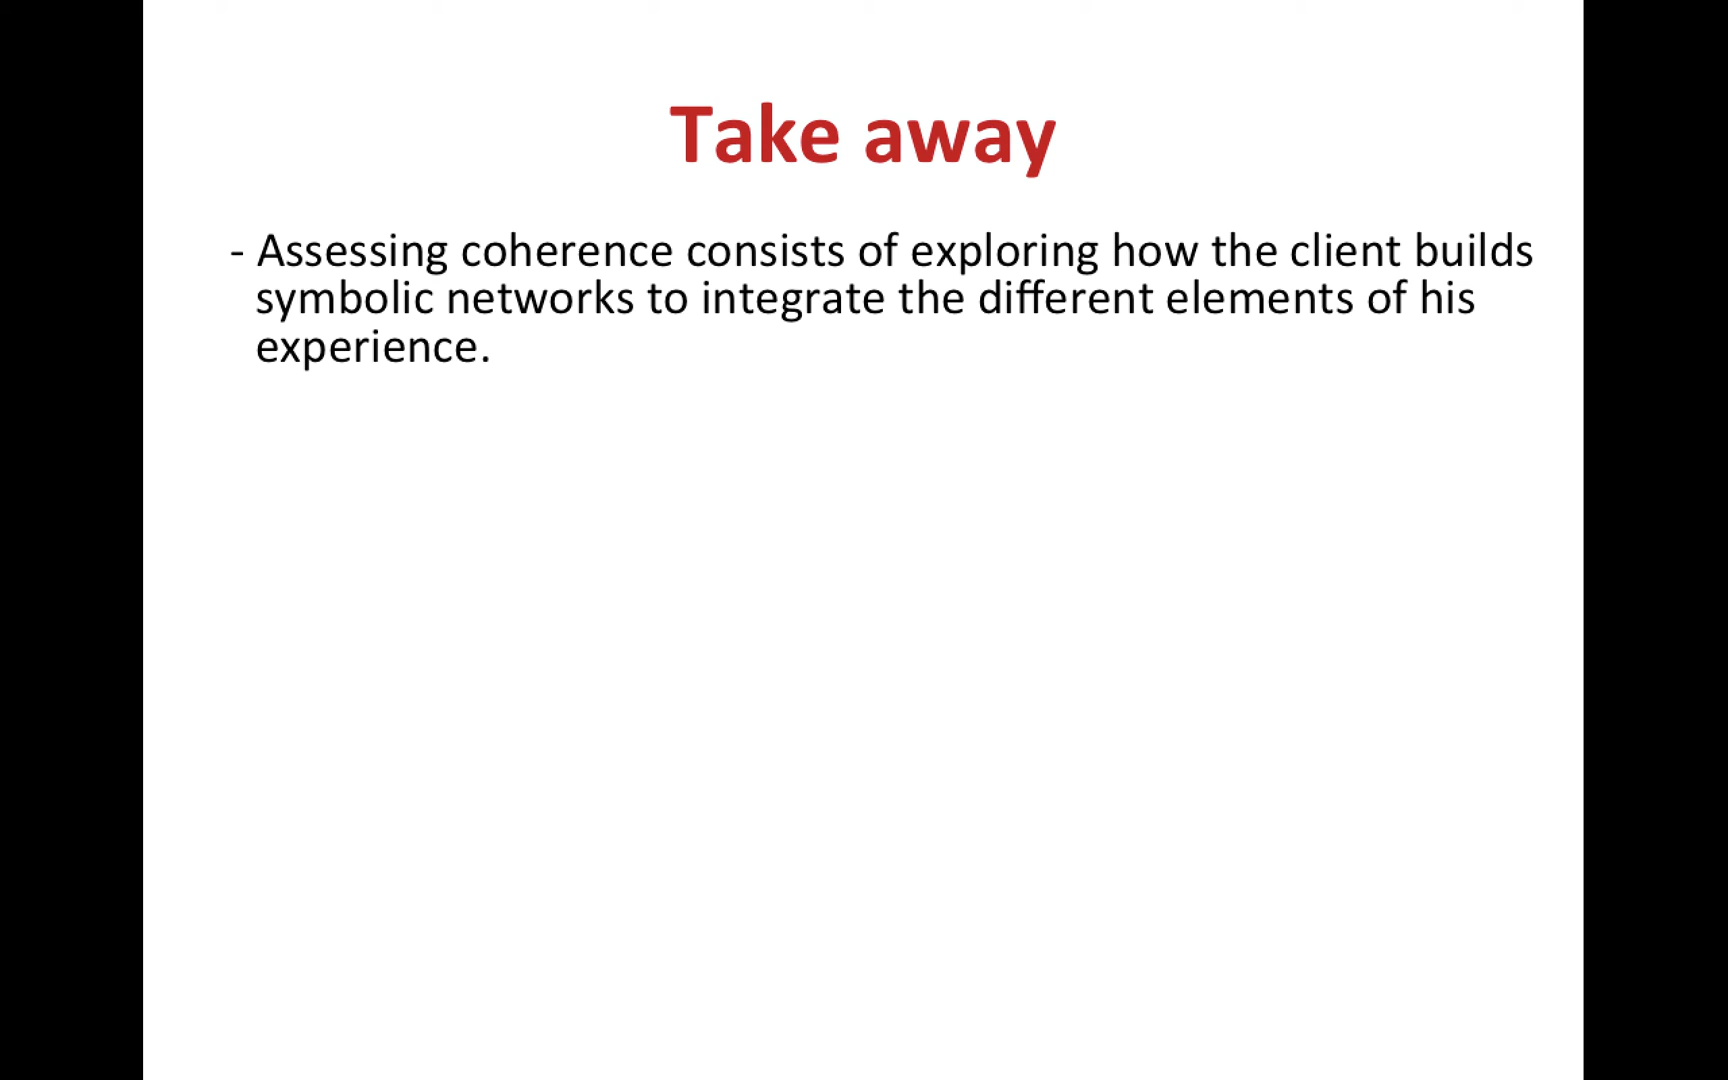 Take away
- Assessing coherence consists of exploring how the client builds
symbolic networks to integrate the different elements of his
experience.